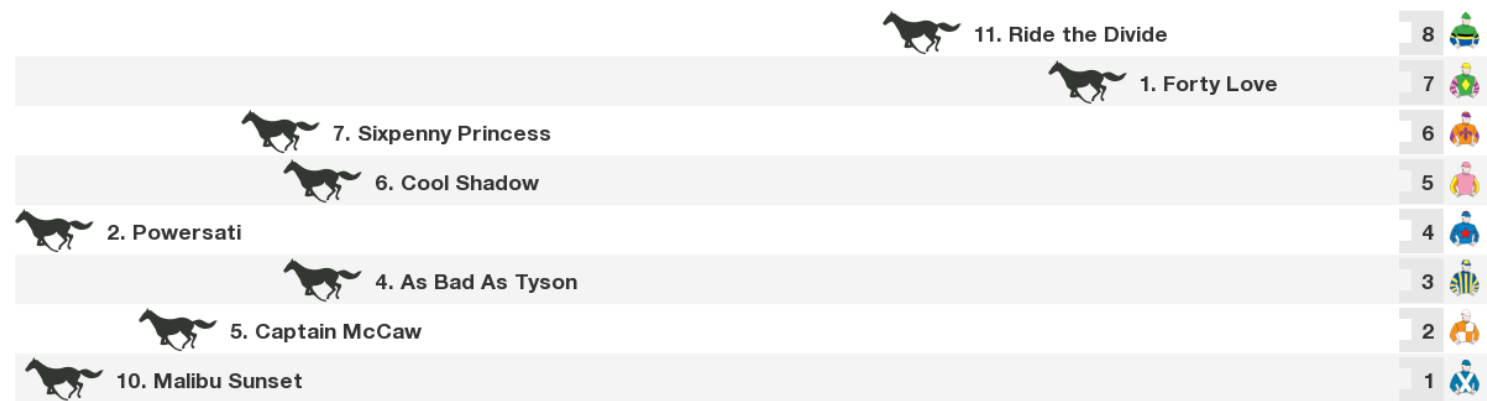 11. Ride the Divide 8
1. Forty Love 7
7. Sixpenny Princess 6
6. Cool Shadow 5
2. Powersati 4
4. As Bad As Tyson 3
5. Captain McCaw 2
10. Malibu Sunset 1